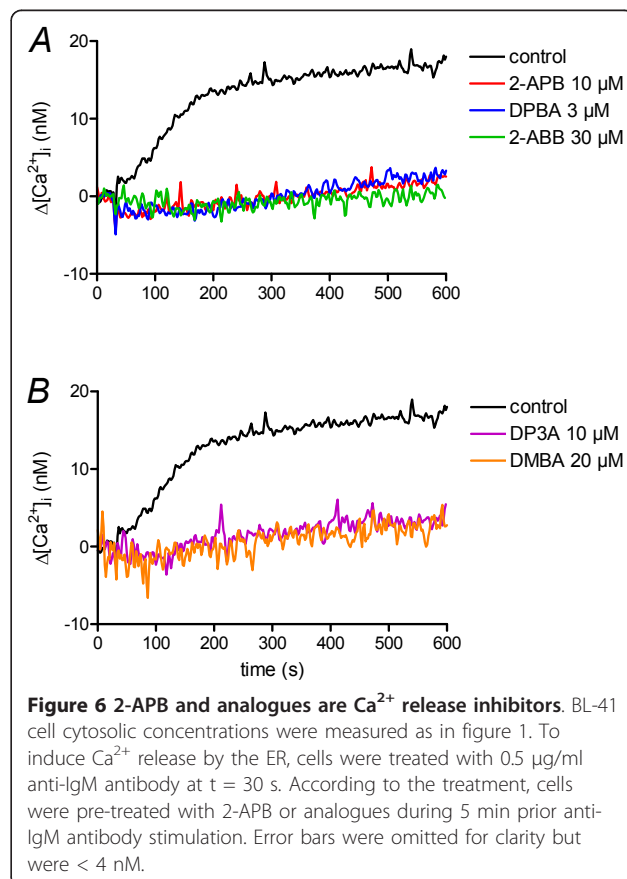 A
20
10
0
-10
Δ[Ca²⁺]ᵢ (nM)
0 100 200 300 400 500 600
control
2-APB 10 µM
DPBA 3 µM
2-ABB 30 µM
B
20
10
0
-10
Δ[Ca²⁺]ᵢ (nM)
0 100 200 300 400 500 600
time (s)
control
DP3A 10 µM
DMBA 20 µM
Figure 6 2-APB and analogues are Ca²⁺ release inhibitors. BL-41
cell cytosolic concentrations were measured as in figure 1. To
induce Ca²⁺ release by the ER, cells were treated with 0.5 µg/ml
anti-IgM antibody at t = 30 s. According to the treatment, cells
were pre-treated with 2-APB or analogues during 5 min prior anti-
IgM antibody stimulation. Error bars were omitted for clarity but
were < 4 nM.